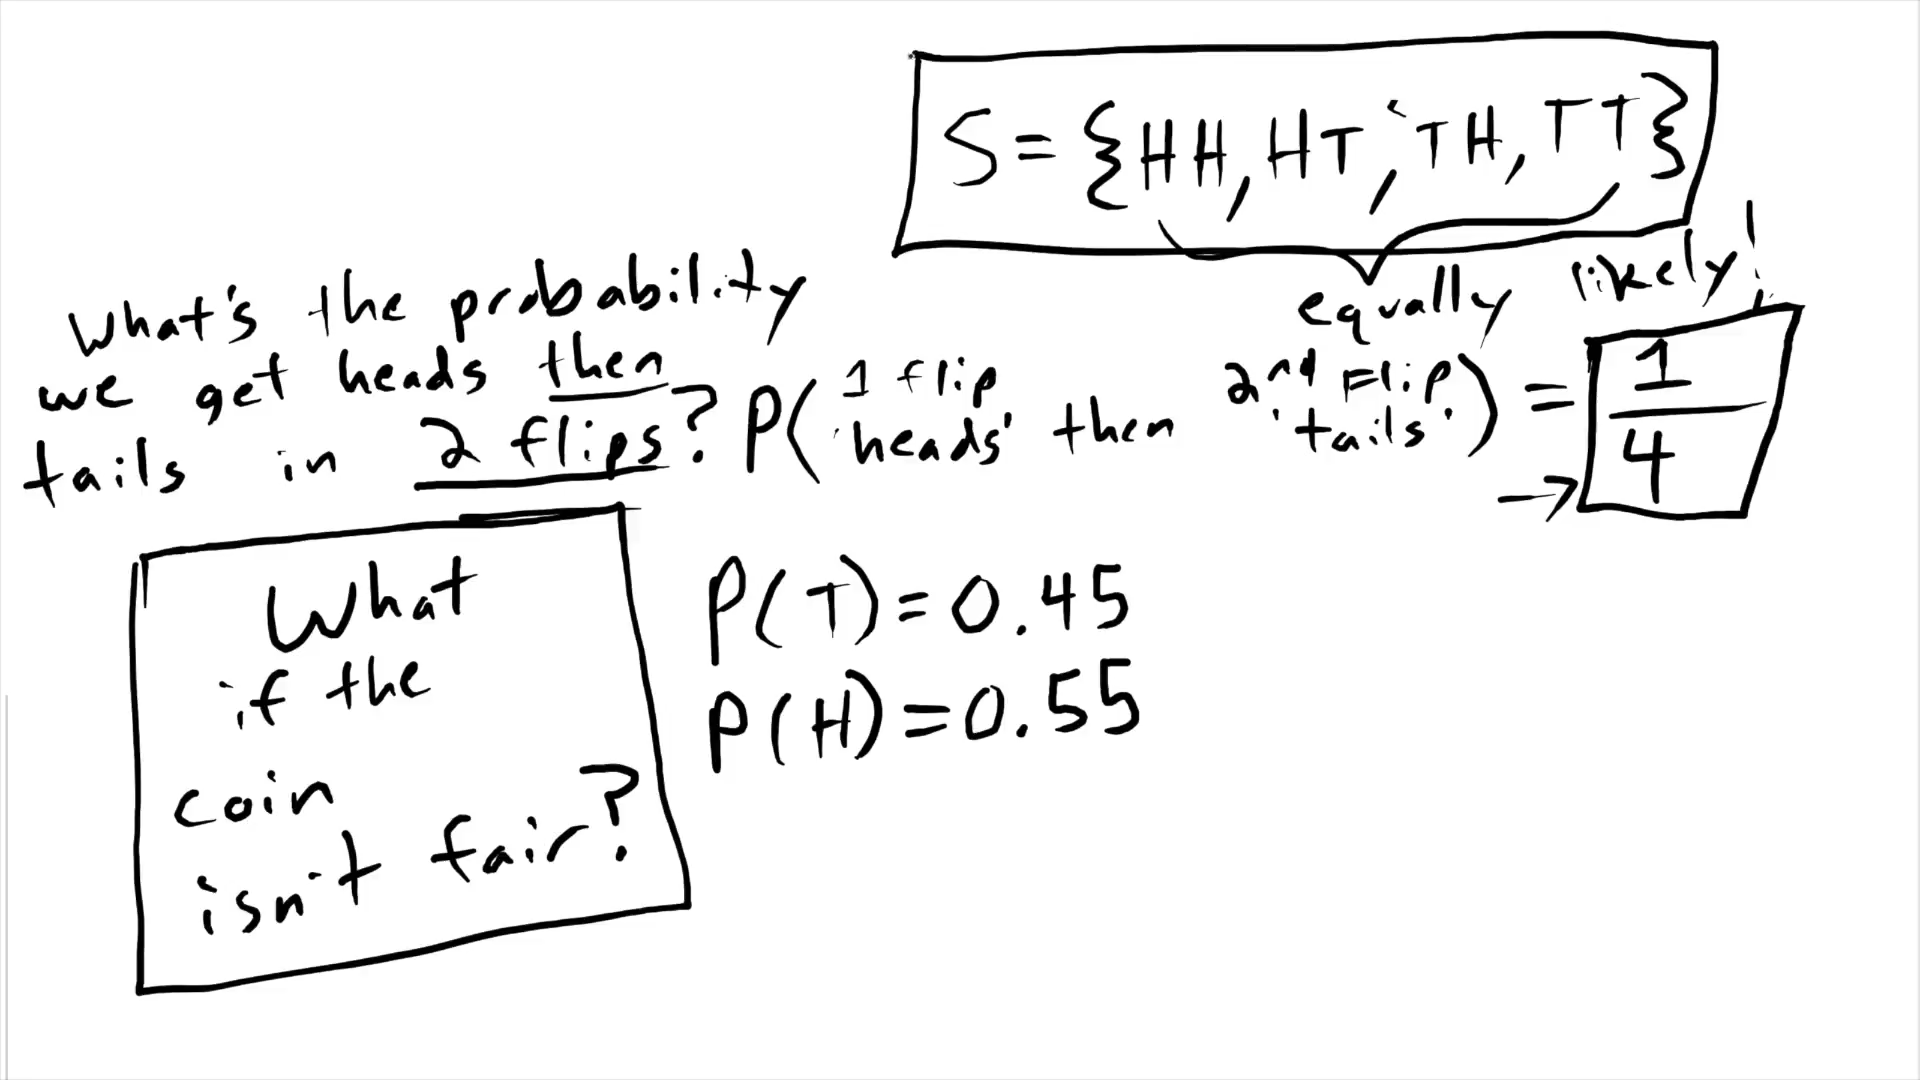 S = {HH, HT, TH, TT}
equally likely!
What's the probability
we get heads then
tails in 2 flips?
P( 1 flip 'heads' then 2nd flip 'tails' ) = 1/4
→
What
if the
coin
isn't fair?
P(T) = 0.45
P(H) = 0.55